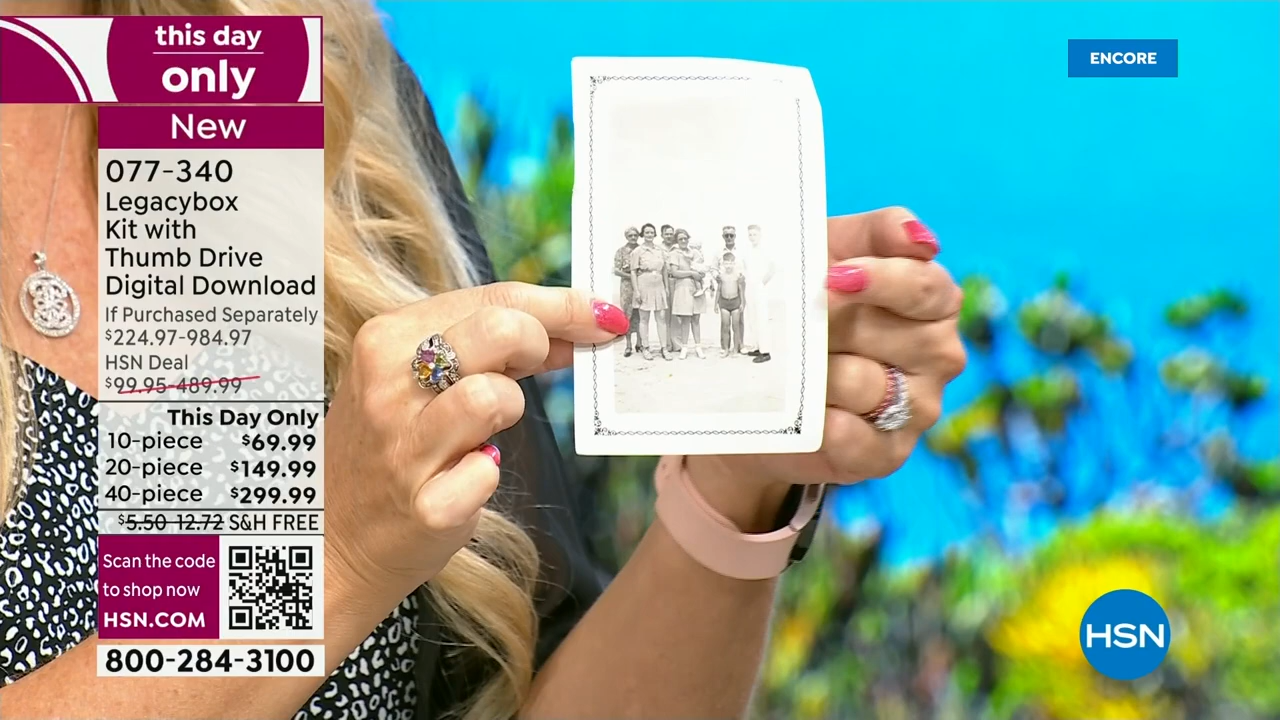 this day
only
New
077-340
Legacybox
Kit with
Thumb Drive
Digital Download
If Purchased Separately
$224.97-984.97
HSN Deal
$99.95-489.99
This Day Only
10-piece $69.99
20-piece $149.99
40-piece $299.99
$5.50-12.72 S&H FREE
Scan the code
to shop now
HSN.COM
800-284-3100
ENCORE
HSN